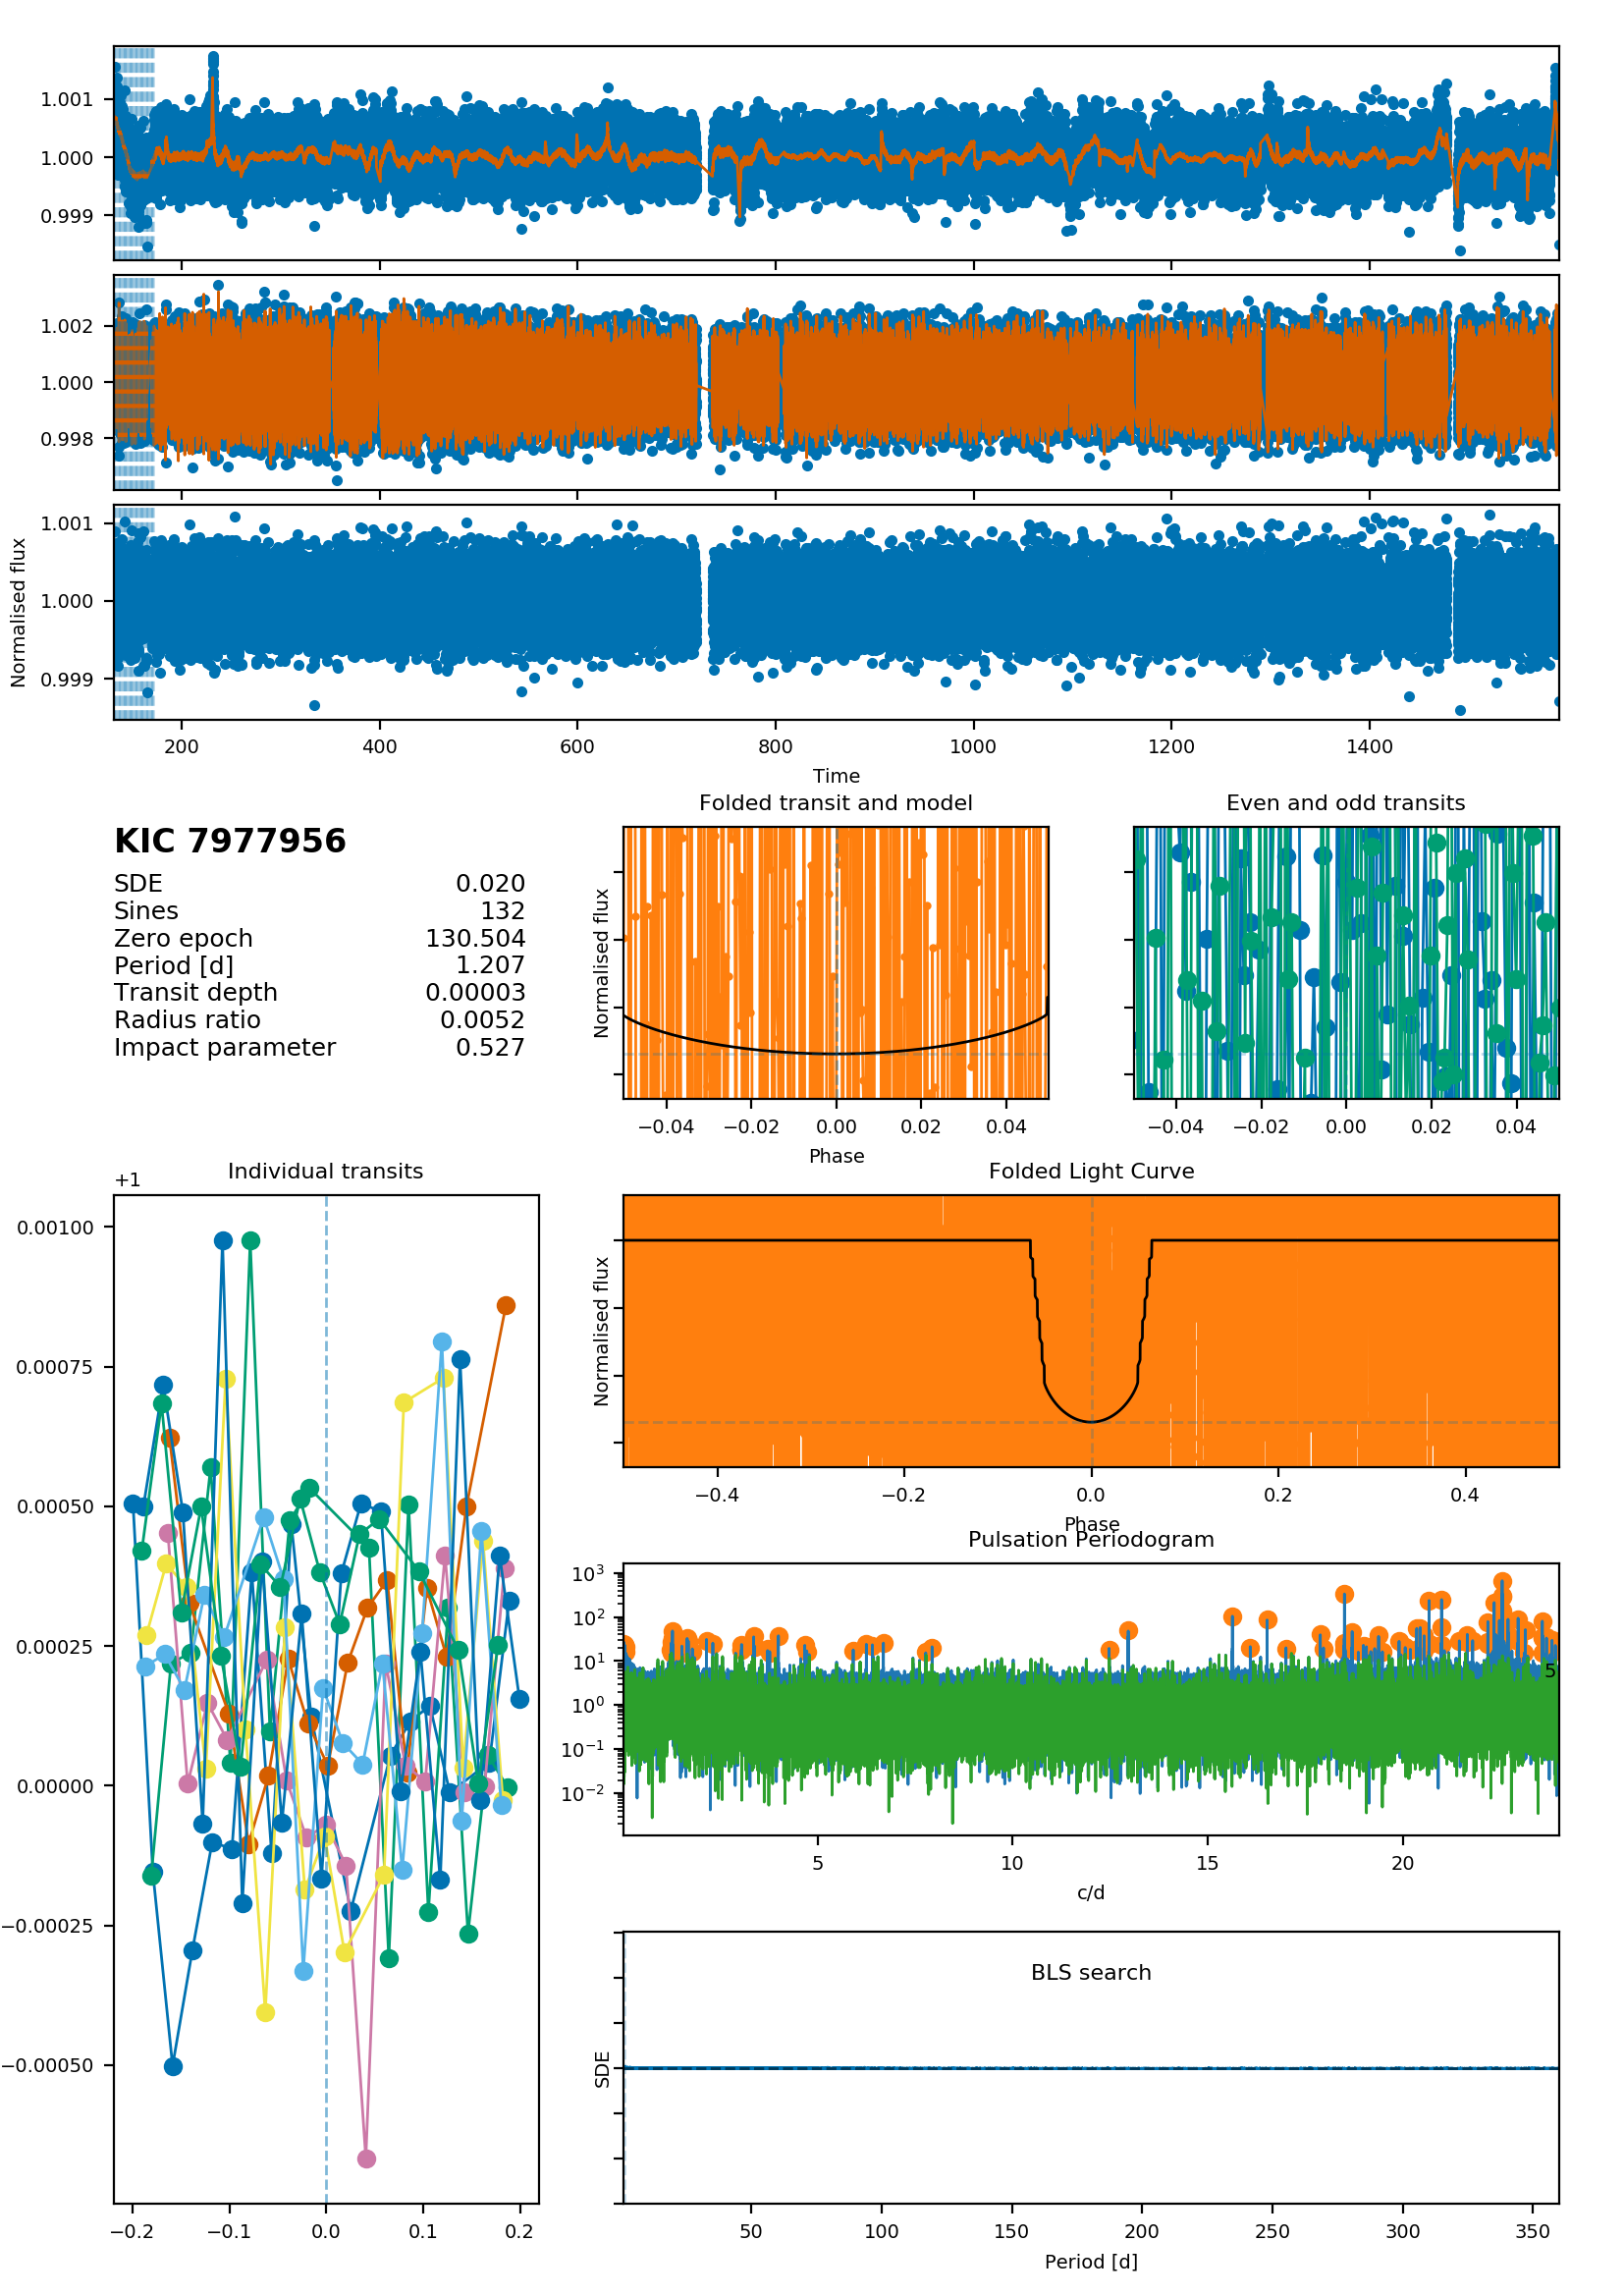 1.001
1.000
0.999
1.002
1.000
0.998
1.001
1.000
0.999
Normalised flux
200 400 600 800 1000 1200 1400
Time
KIC 7977956
SDE 0.020
Sines 132
Zero epoch 130.504
Period [d] 1.207
Transit depth 0.00003
Radius ratio 0.0052
Impact parameter 0.527
Folded transit and model
Normalised flux
−0.04 −0.02 0.00 0.02 0.04
Phase
Even and odd transits
−0.04 −0.02 0.00 0.02 0.04
Individual transits
+1
0.00100
0.00075
0.00050
0.00025
0.00000
−0.00025
−0.00050
−0.2 −0.1 0.0 0.1 0.2
Folded Light Curve
Normalised flux
−0.4 −0.2 0.0 0.2 0.4
Phase
Pulsation Periodogram
10³
10²
10¹
10⁰
10⁻¹
10⁻²
5
5 10 15 20
c/d
BLS search
SDE
50 100 150 200 250 300 350
Period [d]